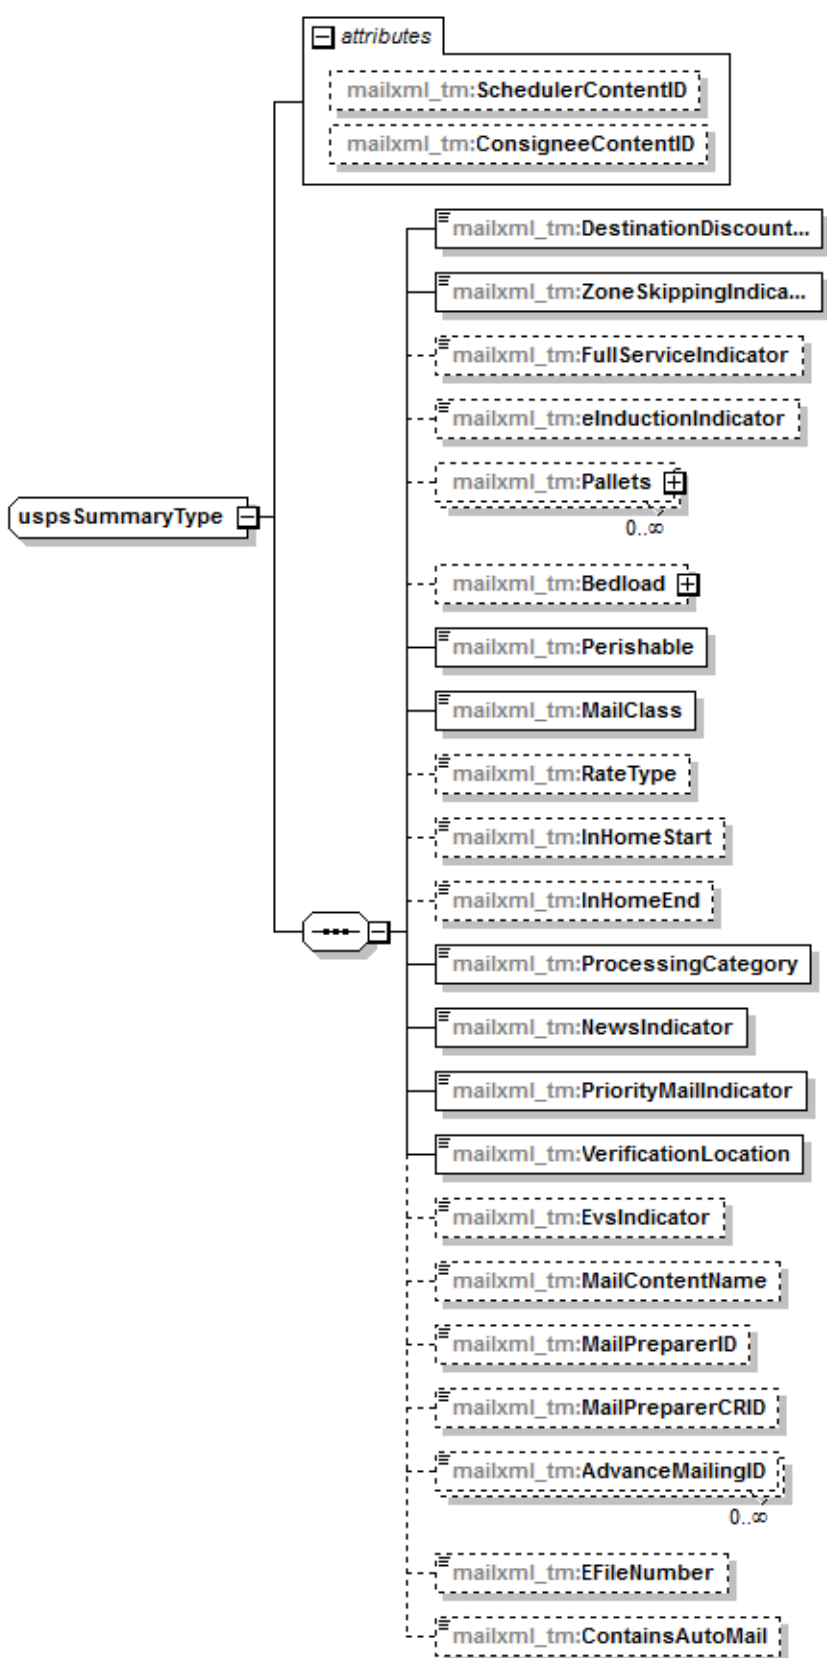 attributes
mailxml_tm:SchedulerContentID
mailxml_tm:ConsigneeContentID
mailxml_tm:DestinationDiscount...
mailxml_tm:ZoneSkippingIndica...
mailxml_tm:FullServiceIndicator
mailxml_tm:eInductionIndicator
mailxml_tm:Pallets
0..∞
uspsSummaryType
mailxml_tm:Bedload
mailxml_tm:Perishable
mailxml_tm:MailClass
mailxml_tm:RateType
mailxml_tm:InHomeStart
mailxml_tm:InHomeEnd
mailxml_tm:ProcessingCategory
mailxml_tm:NewsIndicator
mailxml_tm:PriorityMailIndicator
mailxml_tm:VerificationLocation
mailxml_tm:EvsIndicator
mailxml_tm:MailContentName
mailxml_tm:MailPreparerID
mailxml_tm:MailPreparerCRID
mailxml_tm:AdvanceMailingID
0..∞
mailxml_tm:EFileNumber
mailxml_tm:ContainsAutoMail